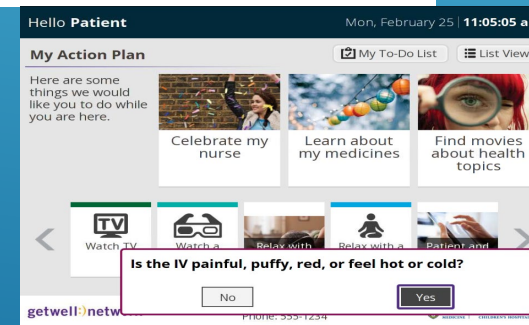 Hello Patient
Mon, February 25 | 11:05:05 a
My Action Plan
My To-Do List
List View
Here are some
things we would
like you to do while
you are here.
Celebrate my
nurse
Learn about
my medicines
Find movies
about health
topics
TV
Watch TV
Watch a
Relax with
Relax with a
Patient and
Is the IV painful, puffy, red, or feel hot or cold?
No
Yes
getwell:)netw
Phone: 555-1234
CHILDREN'S HOSPITAL